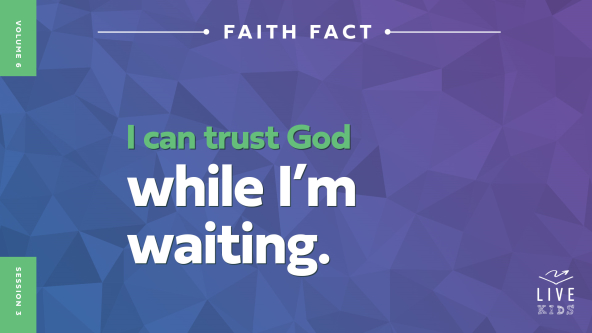 VOLUME 6
FAITH FACT
I can trust God
while I'm
waiting.
SESSION 3
LIVE
KIDS